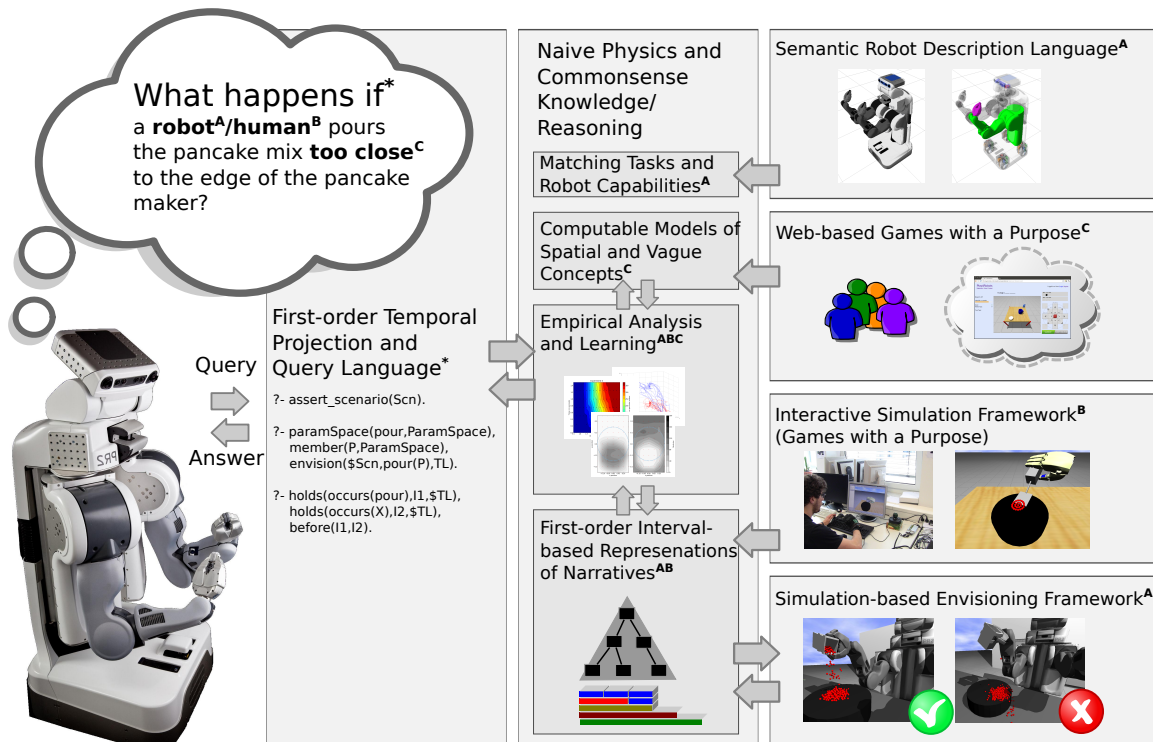 What happens if*
a robotA/humanB pours
the pancake mix too closeC
to the edge of the pancake
maker?
Query
Answer
PR2
First-order Temporal
Projection and
Query Language*
?- assert_scenario(Scn).
?- paramSpace(pour,ParamSpace),
member(P,ParamSpace),
envision($Scn,pour(P),TL).
?- holds(occurs(pour),I1,$TL),
holds(occurs(X),I2,$TL),
before(I1,I2).
Naive Physics and
Commonsense
Knowledge/
Reasoning
Matching Tasks and
Robot CapabilitiesA
Computable Models of
Spatial and Vague
ConceptsC
Empirical Analysis
and LearningABC
First-order Interval-
based Represenations
of NarrativesAB
Semantic Robot Description LanguageA
Web-based Games with a PurposeC
Interactive Simulation FrameworkB
(Games with a Purpose)
Simulation-based Envisioning FrameworkA